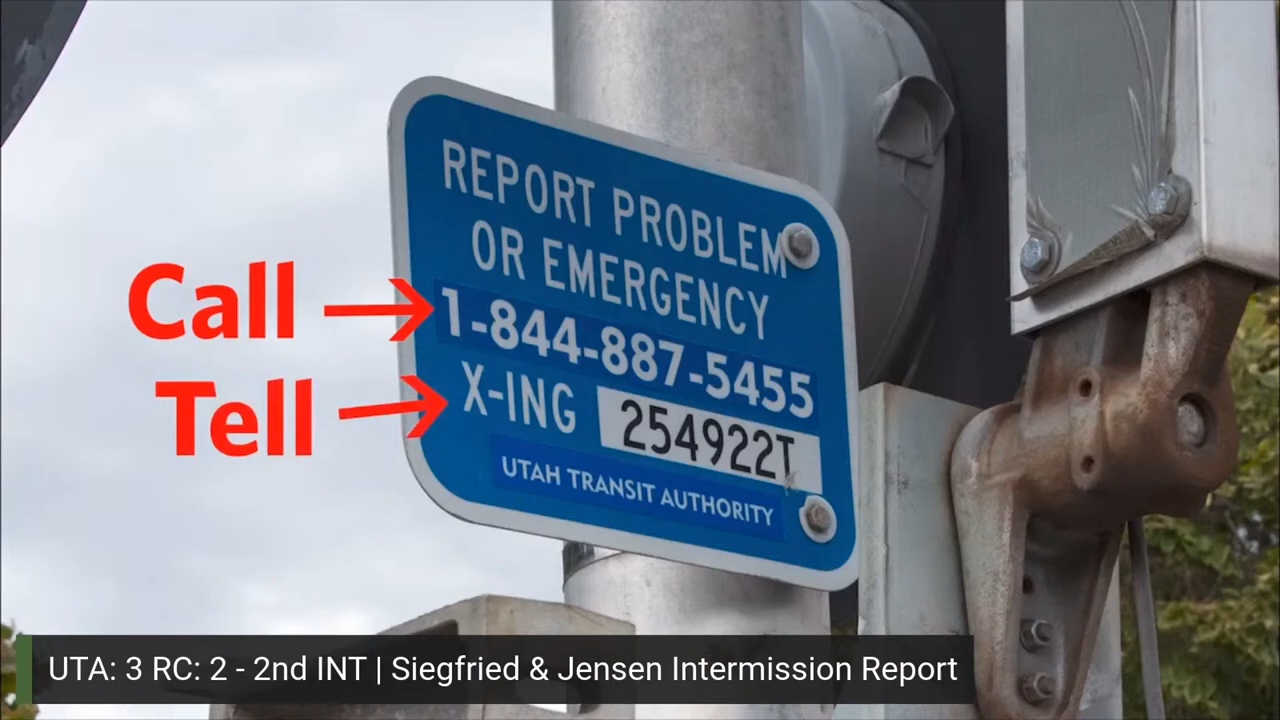 REPORT PROBLEM
OR EMERGENCY
Call
1-844-887-5455
Tell
X-ING 254922T
UTAH TRANSIT AUTHORITY
UTA: 3 RC: 2 - 2nd INT | Siegfried & Jensen Intermission Report